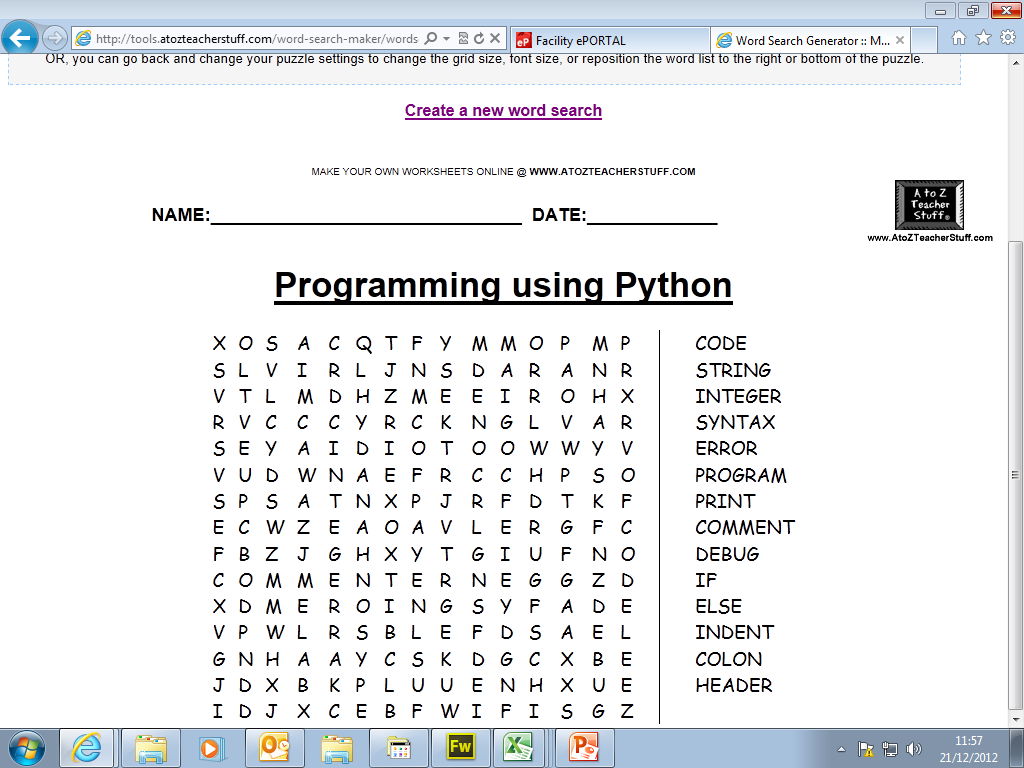 http://tools.atozteacherstuff.com/word-search-maker/words
Facility ePORTAL
Word Search Generator :: M...
OR, you can go back and change your puzzle settings to change the grid size, font size, or reposition the word list to the right or bottom of the puzzle.
Create a new word search
MAKE YOUR OWN WORKSHEETS ONLINE @ WWW.ATOZTEACHERSTUFF.COM
NAME:_______________________________ DATE:_____________
A to Z
Teacher
Stuff®
www.AtoZTeacherStuff.com
Programming using Python
X O S A C Q T F Y M M O P M P CODE
S L V I R L J N S D A R A N R STRING
V T L M D H Z M E E I R O H X INTEGER
R V C C C Y R C K N G L V A R SYNTAX
S E Y A I D I O T O O W W Y V ERROR
V U D W N A E F R C C H P S O PROGRAM
S P S A T N X P J R F D T K F PRINT
E C W Z E A O A V L E R G F C COMMENT
F B Z J G H X Y T G I U F N O DEBUG
C O M M E N T E R N E G G Z D IF
X D M E R O I N G S Y F A D E ELSE
V P W L R S B L E F D S A E L INDENT
G N H A A Y C S K D G C X B E COLON
J D X B K P L U U E N H X U E HEADER
I D J X C E B F W I F I S G Z
11:57
21/12/2012